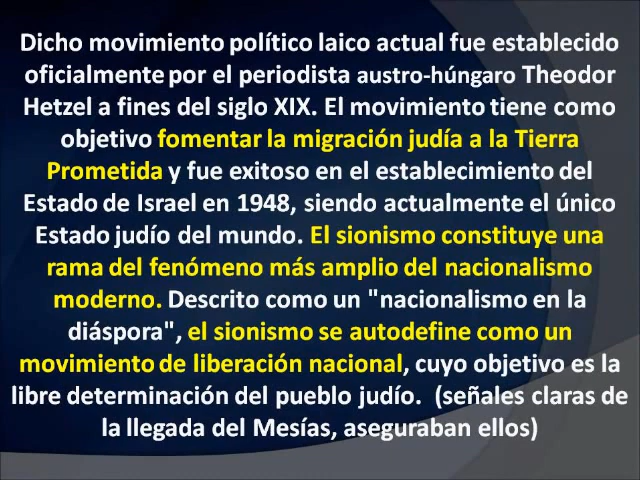 Dicho movimiento político laico actual fue establecido
oficialmente por el periodista austro-húngaro Theodor
Hetzel a fines del siglo XIX. El movimiento tiene como
objetivo fomentar la migración judía a la Tierra
Prometida y fue exitoso en el establecimiento del
Estado de Israel en 1948, siendo actualmente el único
Estado judío del mundo. El sionismo constituye una
rama del fenómeno más amplio del nacionalismo
moderno. Descrito como un "nacionalismo en la
diáspora", el sionismo se autodefine como un
movimiento de liberación nacional, cuyo objetivo es la
libre determinación del pueblo judío. (señales claras de
la llegada del Mesías, aseguraban ellos)